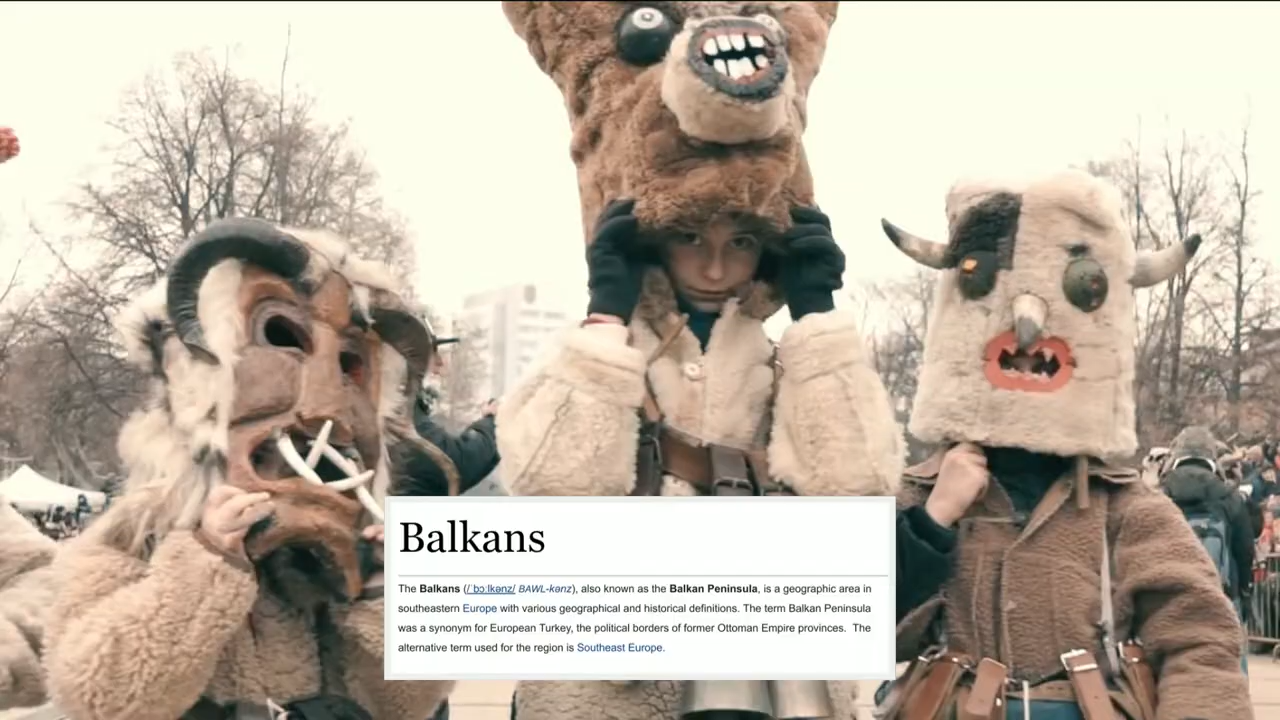 Balkans
The Balkans (/ˈbɔːlkənz/ BAWL-kənz), also known as the Balkan Peninsula, is a geographic area in
southeastern Europe with various geographical and historical definitions. The term Balkan Peninsula
was a synonym for European Turkey, the political borders of former Ottoman Empire provinces. The
alternative term used for the region is Southeast Europe.